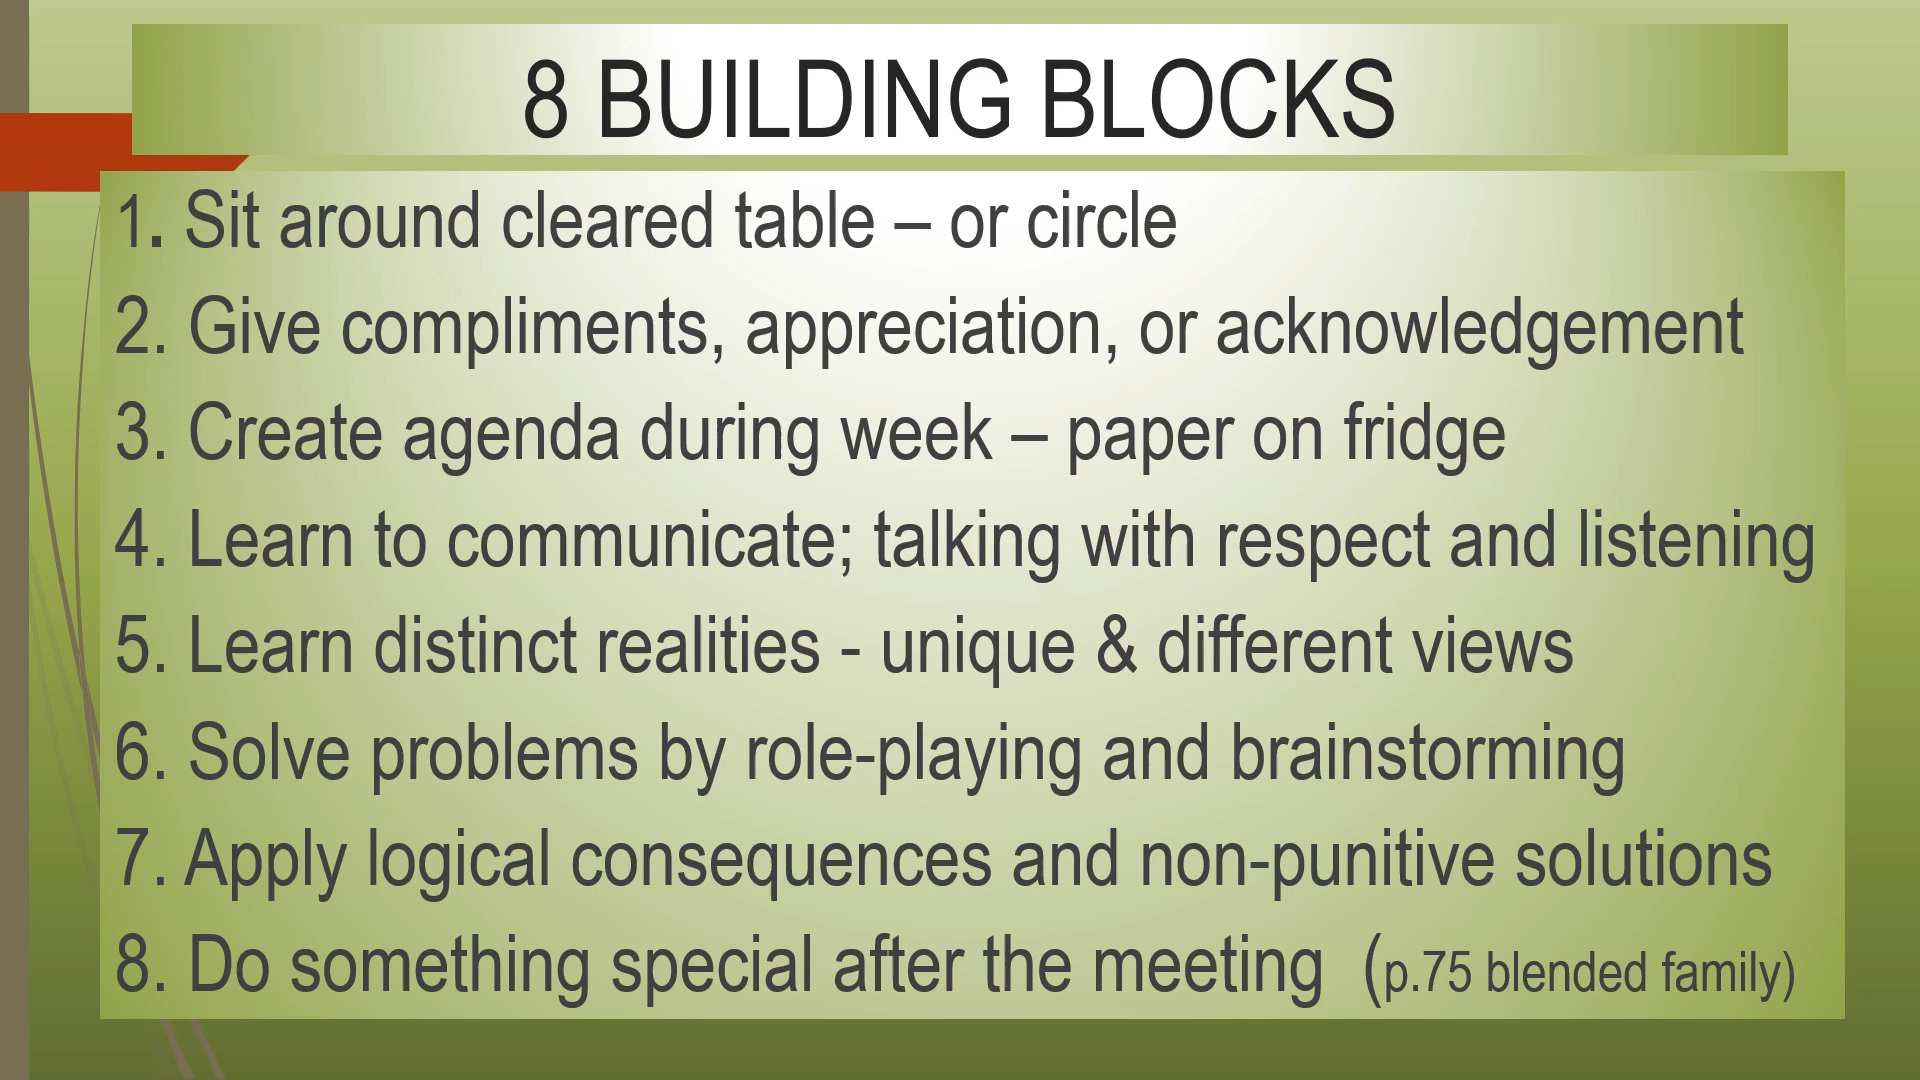 8 BUILDING BLOCKS
1. Sit around cleared table – or circle
2. Give compliments, appreciation, or acknowledgement
3. Create agenda during week – paper on fridge
4. Learn to communicate; talking with respect and listening
5. Learn distinct realities - unique & different views
6. Solve problems by role-playing and brainstorming
7. Apply logical consequences and non-punitive solutions
8. Do something special after the meeting (p.75 blended family)